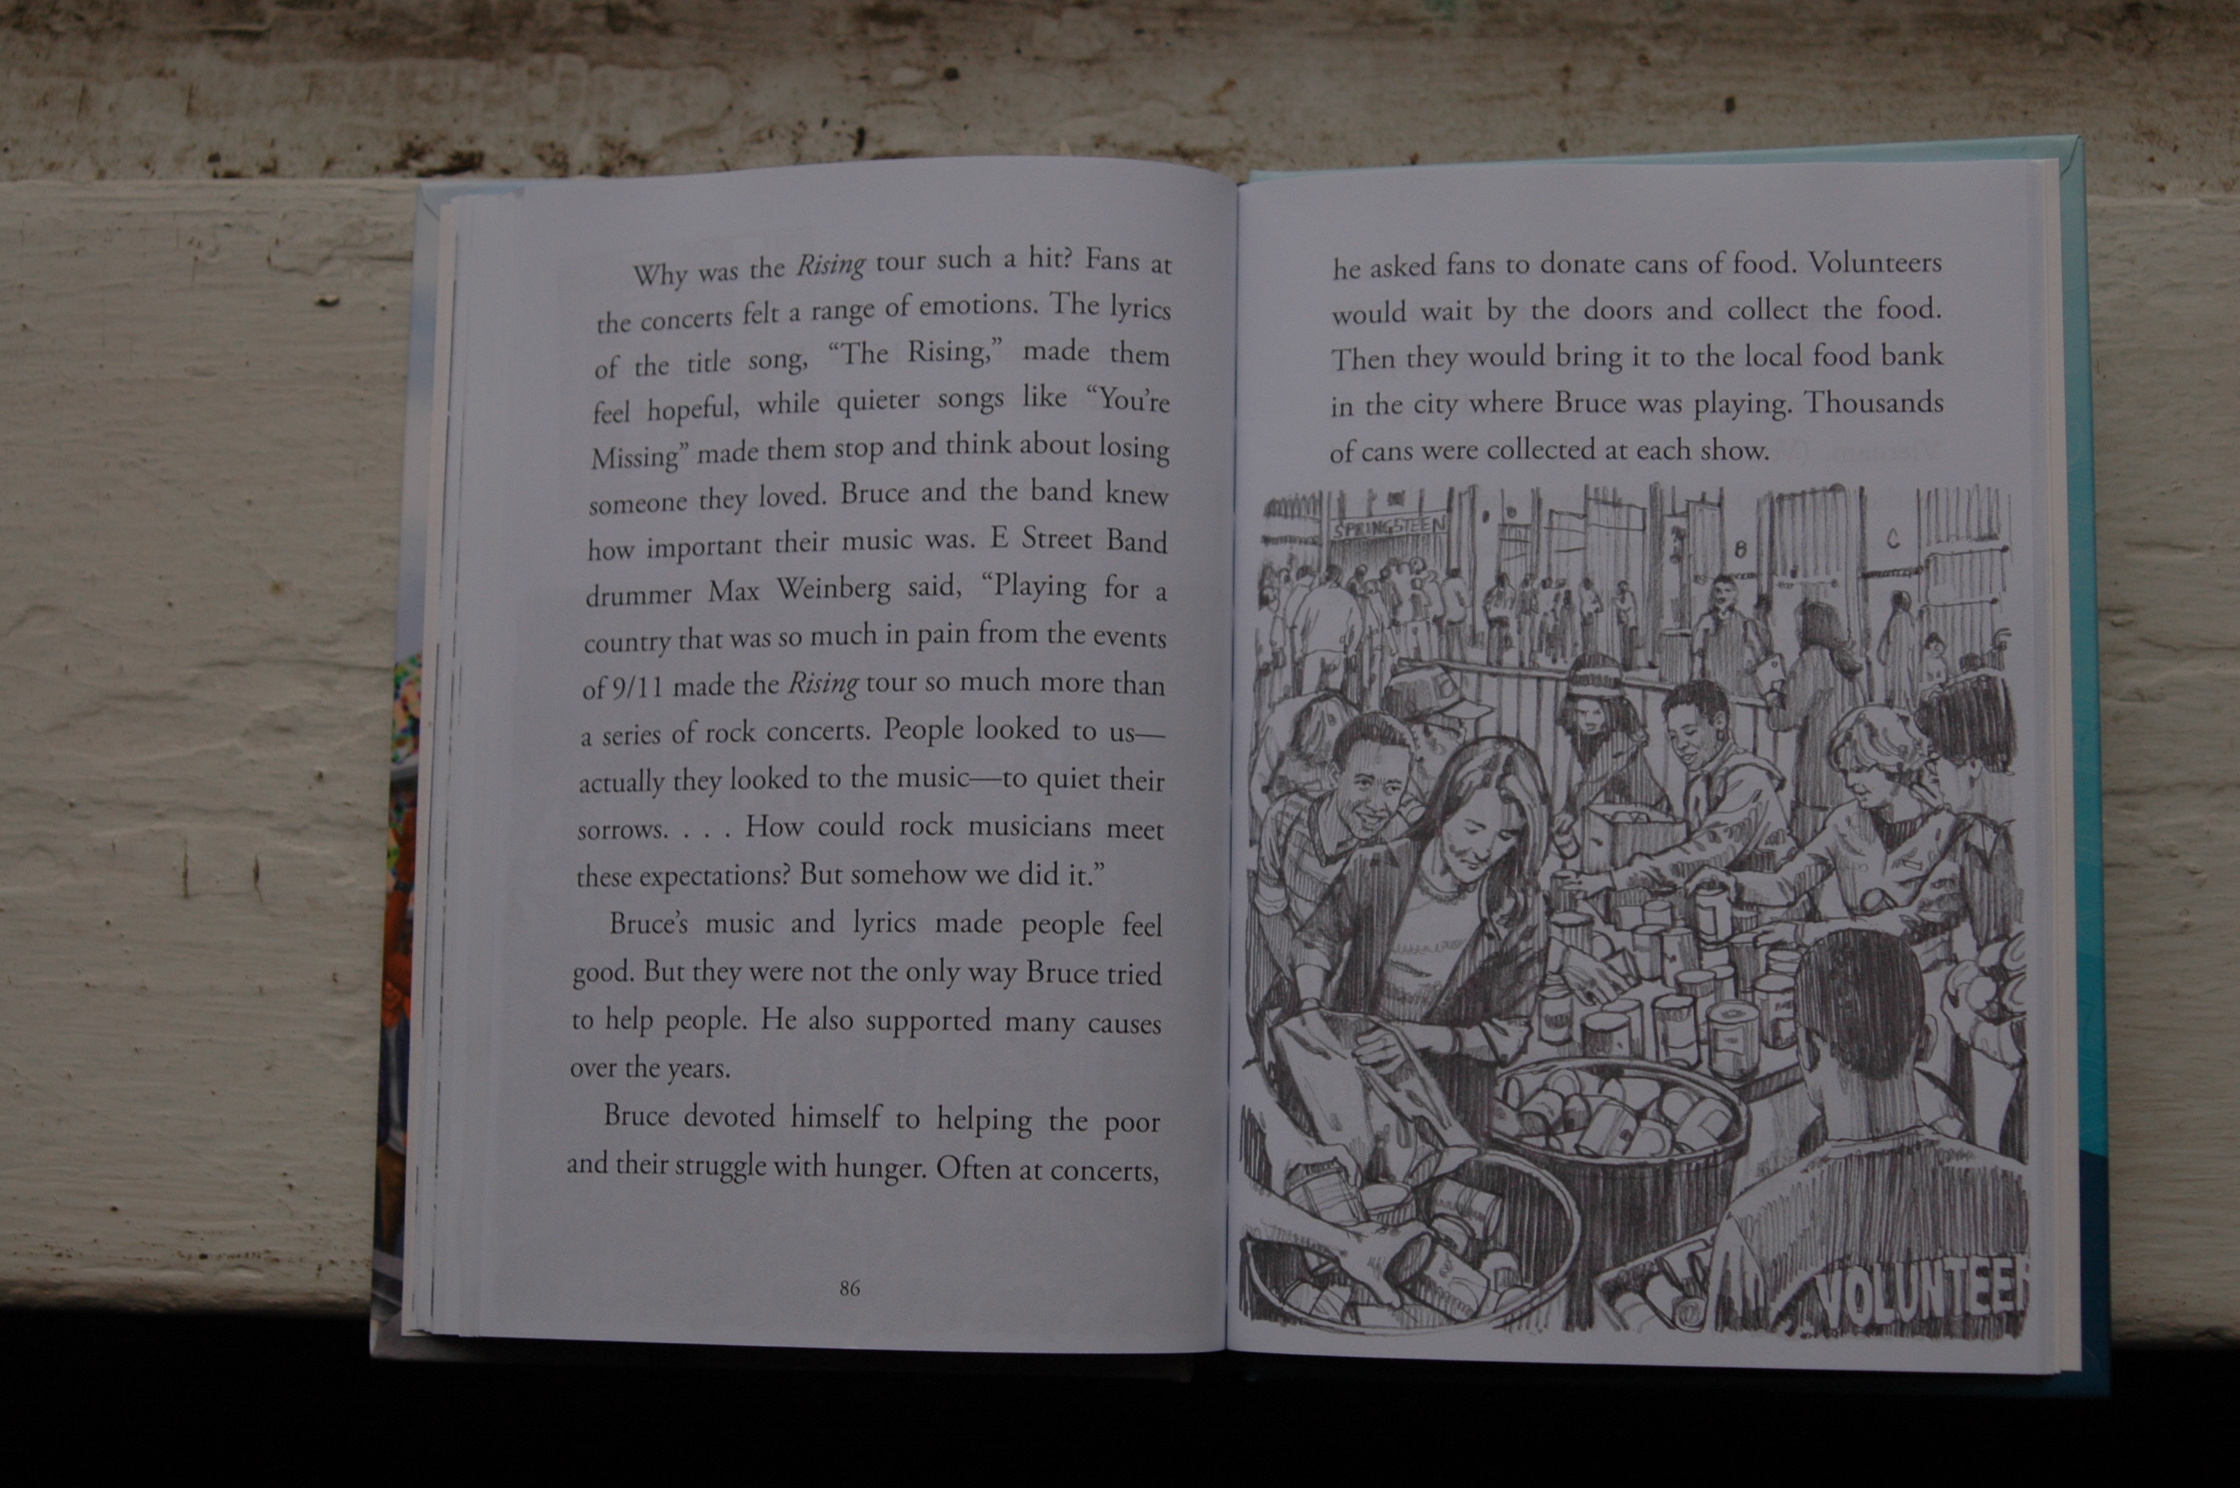 Why was the Rising tour such a hit? Fans at
the concerts felt a range of emotions. The lyrics
of the title song, “The Rising,” made them
feel hopeful, while quieter songs like “You’re
Missing” made them stop and think about losing
someone they loved. Bruce and the band knew
how important their music was. E Street Band
drummer Max Weinberg said, “Playing for a
country that was so much in pain from the events
of 9/11 made the Rising tour so much more than
a series of rock concerts. People looked to us—
actually they looked to the music—to quiet their
sorrows. . . . How could rock musicians meet
these expectations? But somehow we did it.”
Bruce’s music and lyrics made people feel
good. But they were not the only way Bruce tried
to help people. He also supported many causes
over the years.
Bruce devoted himself to helping the poor
and their struggle with hunger. Often at concerts,
86
he asked fans to donate cans of food. Volunteers
would wait by the doors and collect the food.
Then they would bring it to the local food bank
in the city where Bruce was playing. Thousands
of cans were collected at each show.
SPRINGSTEEN
B
C
VOLUNTEER